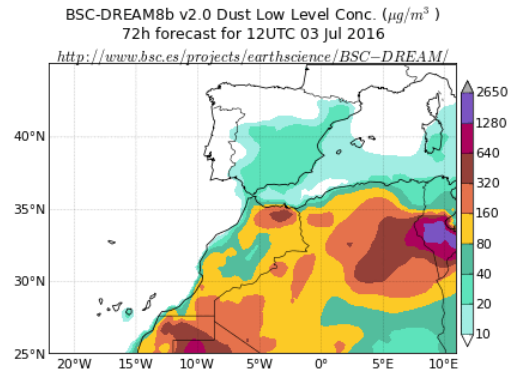 BSC-DREAM8b v2.0 Dust Low Level Conc. (μg/m³ )
72h forecast for 12UTC 03 Jul 2016
http://www.bsc.es/projects/earthscience/BSC−DREAM/
40°N
35°N
30°N
25°N
20°W
15°W
10°W
5°W
0°
5°E
10°E
2650
1280
640
320
160
80
40
20
10